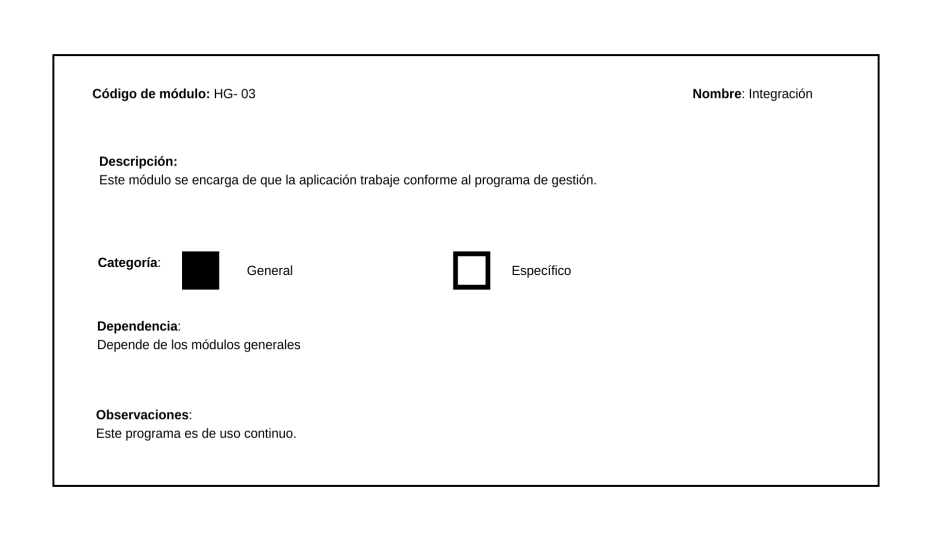 Código de módulo: HG- 03 Nombre: Integración
Descripción:
Este módulo se encarga de que la aplicación trabaje conforme al programa de gestión.
Categoría: General Específico
Dependencia:
Depende de los módulos generales
Observaciones:
Este programa es de uso continuo.